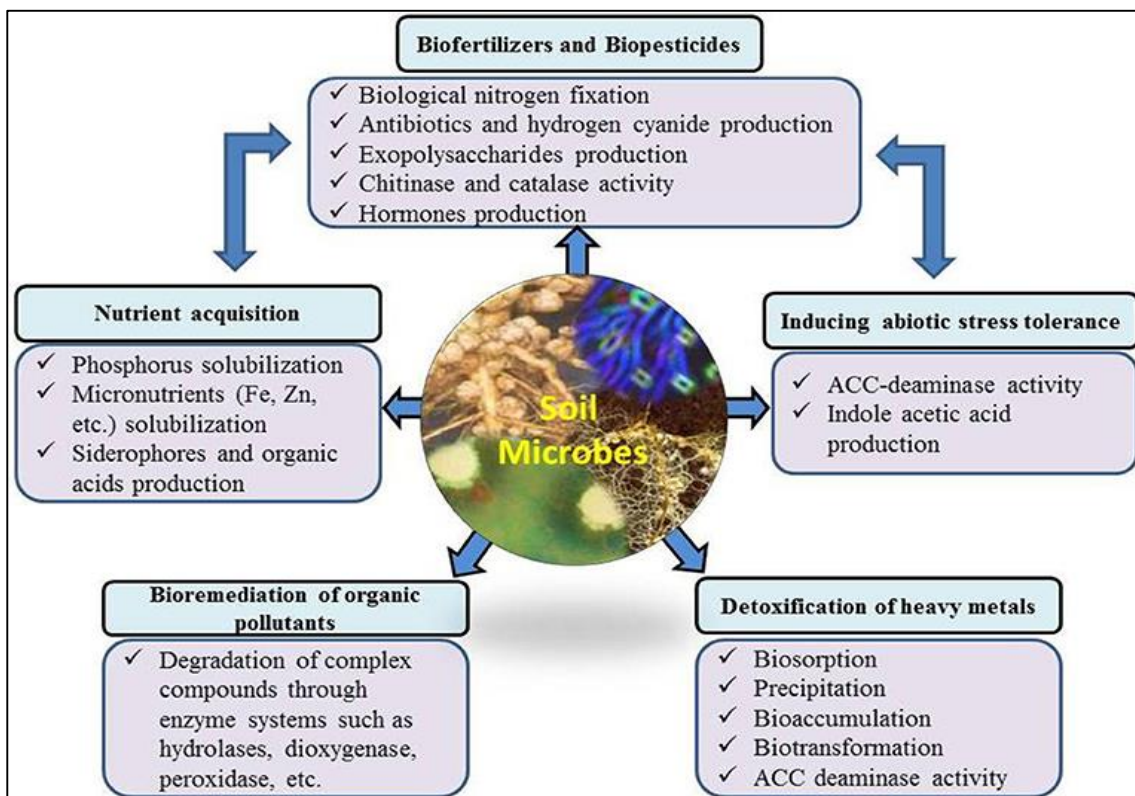 Biofertilizers and Biopesticides
✓ Biological nitrogen fixation
✓ Antibiotics and hydrogen cyanide production
✓ Exopolysaccharides production
✓ Chitinase and catalase activity
✓ Hormones production
Nutrient acquisition
✓ Phosphorus solubilization
✓ Micronutrients (Fe, Zn,
etc.) solubilization
✓ Siderophores and organic
acids production
Soil
Microbes
Inducing abiotic stress tolerance
✓ ACC-deaminase activity
✓ Indole acetic acid
production
Bioremediation of organic
pollutants
✓ Degradation of complex
compounds through
enzyme systems such as
hydrolases, dioxygenase,
peroxidase, etc.
Detoxification of heavy metals
✓ Biosorption
✓ Precipitation
✓ Bioaccumulation
✓ Biotransformation
✓ ACC deaminase activity